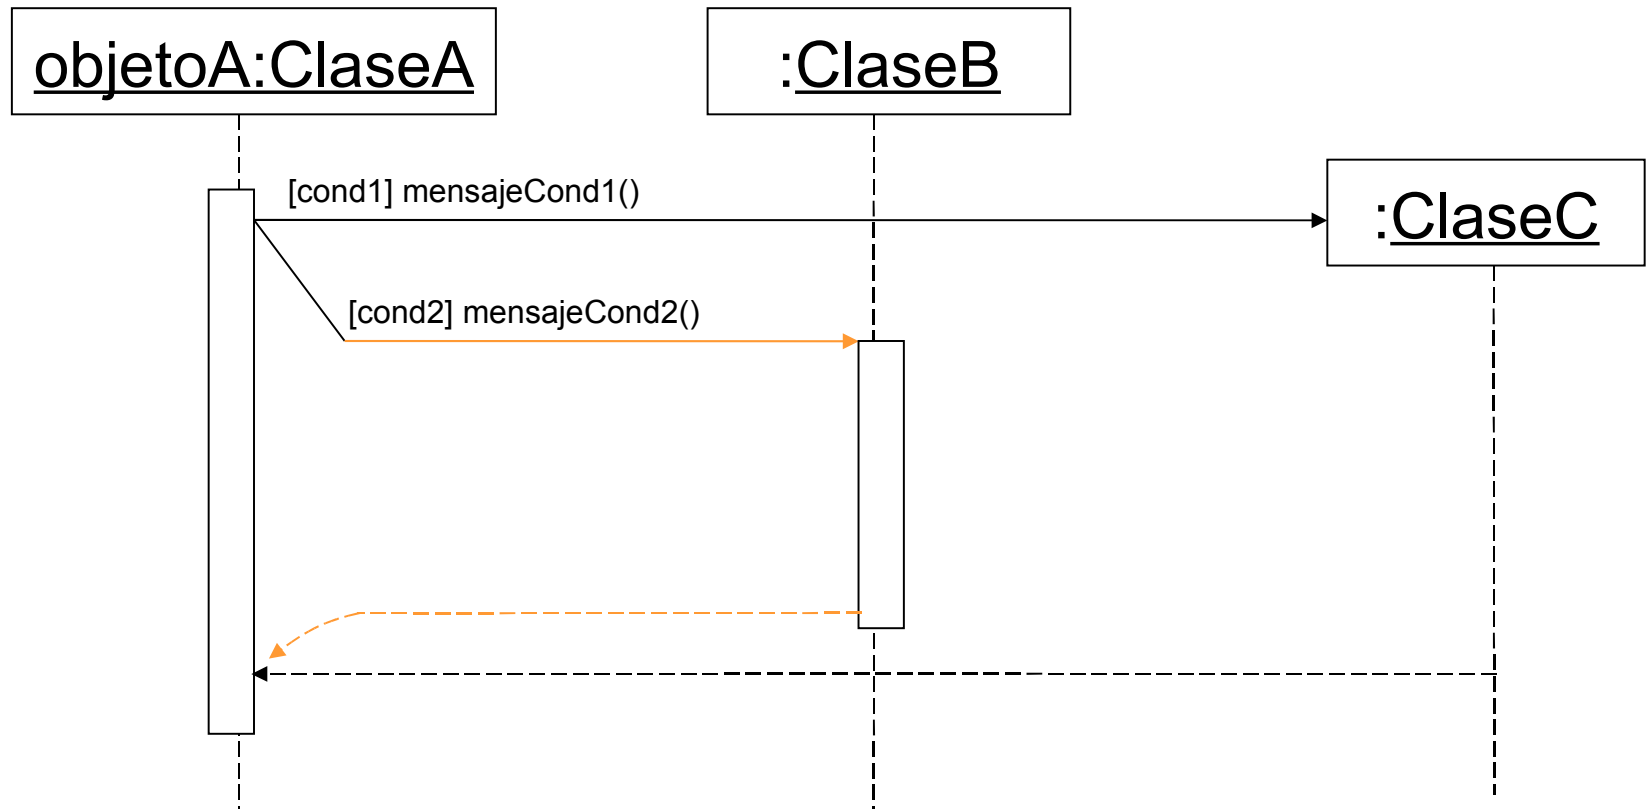 objetoA:ClaseA
:ClaseB
:ClaseC
[cond1] mensajeCond1()
[cond2] mensajeCond2()